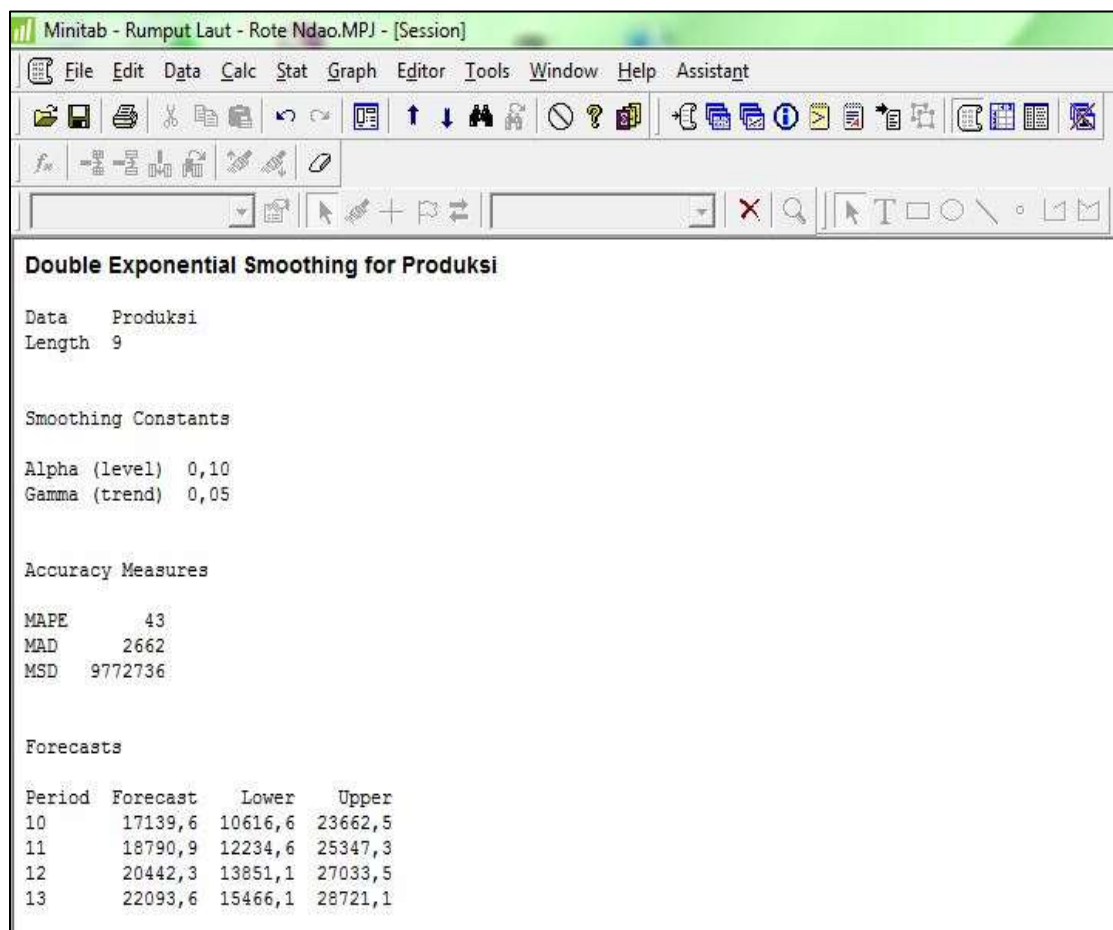 Minitab - Rumput Laut - Rote Ndao.MPJ - [Session]
File Edit Data Calc Stat Graph Editor Tools Window Help Assistant
Double Exponential Smoothing for Produksi
Data Produksi
Length 9
Smoothing Constants
Alpha (level) 0,10
Gamma (trend) 0,05
Accuracy Measures
MAPE 43
MAD 2662
MSD 9772736
Forecasts
Period Forecast Lower Upper
10 17139,6 10616,6 23662,5
11 18790,9 12234,6 25347,3
12 20442,3 13851,1 27033,5
13 22093,6 15466,1 28721,1